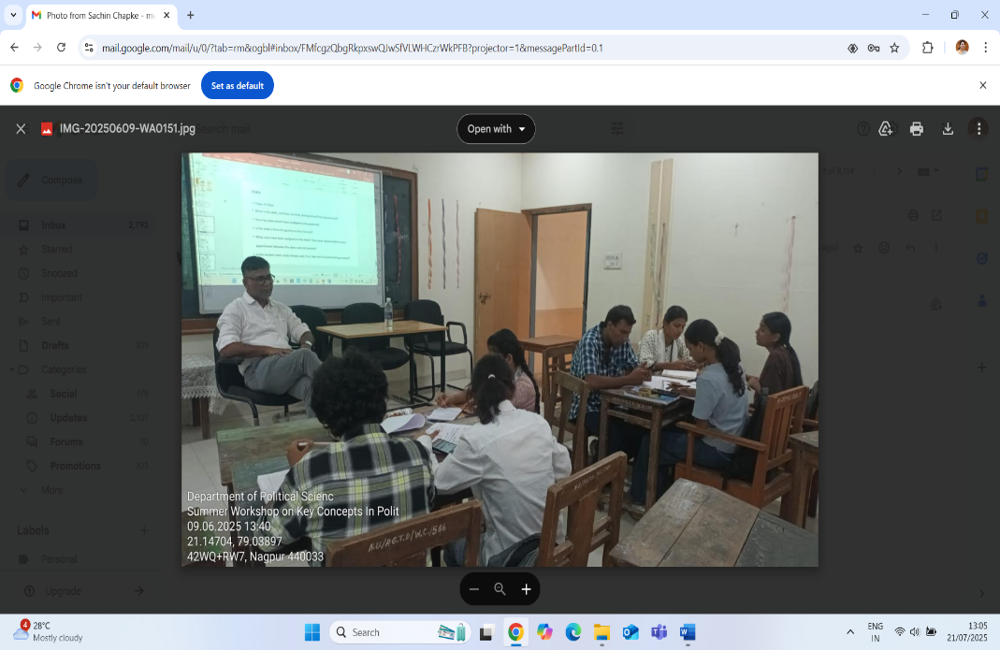 Photo from Sachin Chapke - m
mail.google.com/mail/u/0/?tab=rm&ogbl#inbox/FMfcgzQbgRkpxswQJwSfVLWHCzrWkPFB?projector=1&messagePartId=0.1
Google Chrome isn't your default browser
Set as default
IMG-20250609-WA0151.jpg
Search mail
Open with
Compose
Inbox 2,793
Starred
Snoozed
Important
Sent
Drafts
Categories
Social 178
Updates
Forums
Promotions
More
Labels
Personal
Upgrade
Department of Political Scienc
Summer Workshop on Key Concepts In Polit
09.06.2025 13:40
21.14704, 79.03897
42WQ+RW7, Nagpur 440033
4
28°C
Mostly cloudy
Search
ENG
IN
13:05
21/07/2025